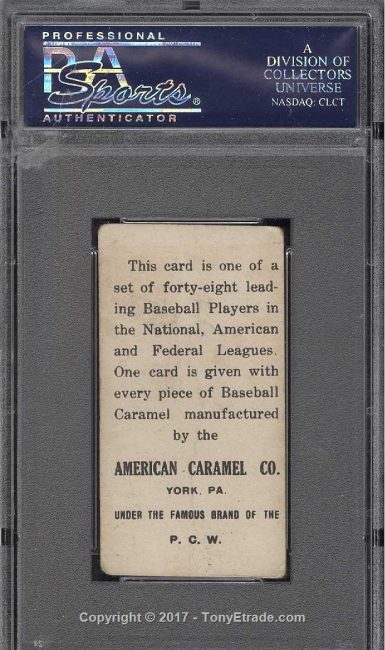 PROFESSIONAL
PSA
Sports®
AUTHENTICATOR
A
DIVISION OF
COLLECTORS
UNIVERSE
NASDAQ: CLCT
This card is one of a
set of forty-eight lead-
ing Baseball Players in
the National, American
and Federal Leagues.
One card is given with
every piece of Baseball
Caramel manufactured
by the
AMERICAN CARAMEL CO.
YORK, PA.
UNDER THE FAMOUS BRAND OF THE
P. C. W.
Copyright © 2017 - TonyEtrade.com